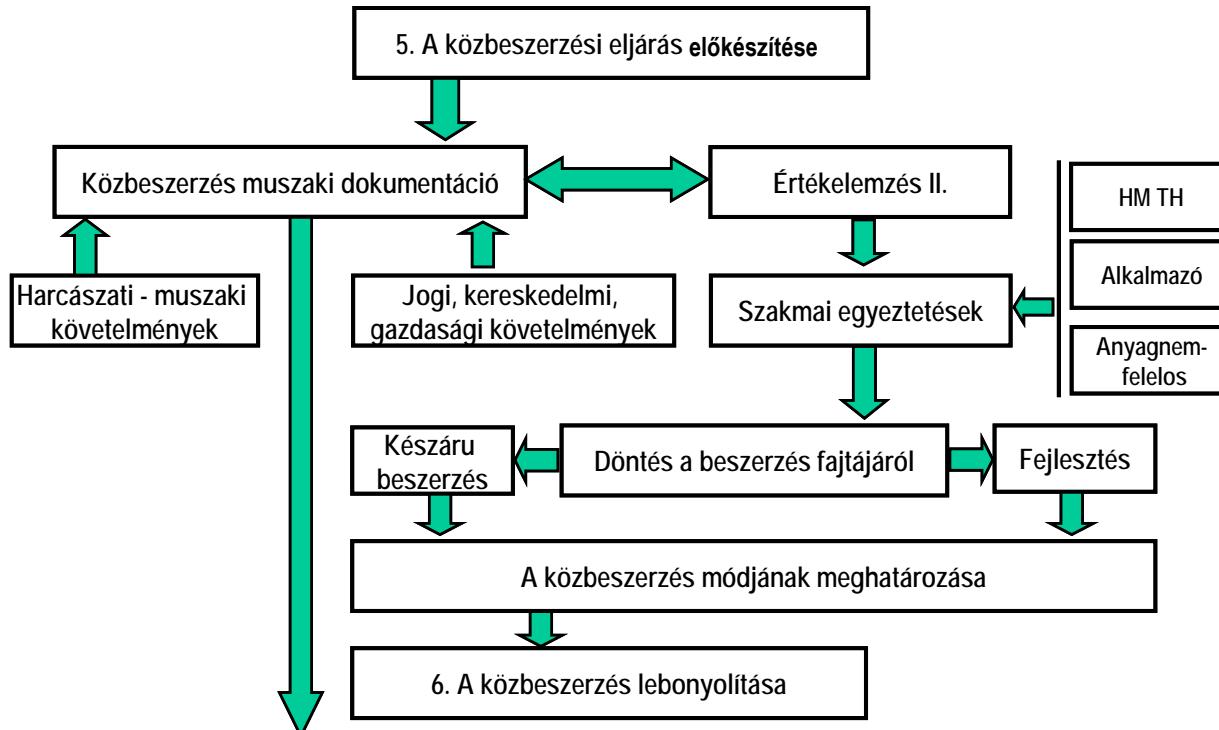 5. A közbeszerzési eljárás előkészítése
Közbeszerzés muszaki dokumentáció
Értékelemzés II.
HM TH
Harcászati - muszaki
követelmények
Jogi, kereskedelmi,
gazdasági követelmények
Szakmai egyeztetések
Alkalmazó
Anyagnem-
felelos
Készáru
beszerzés
Döntés a beszerzés fajtájáról
Fejlesztés
A közbeszerzés módjának meghatározása
6. A közbeszerzés lebonyolítása